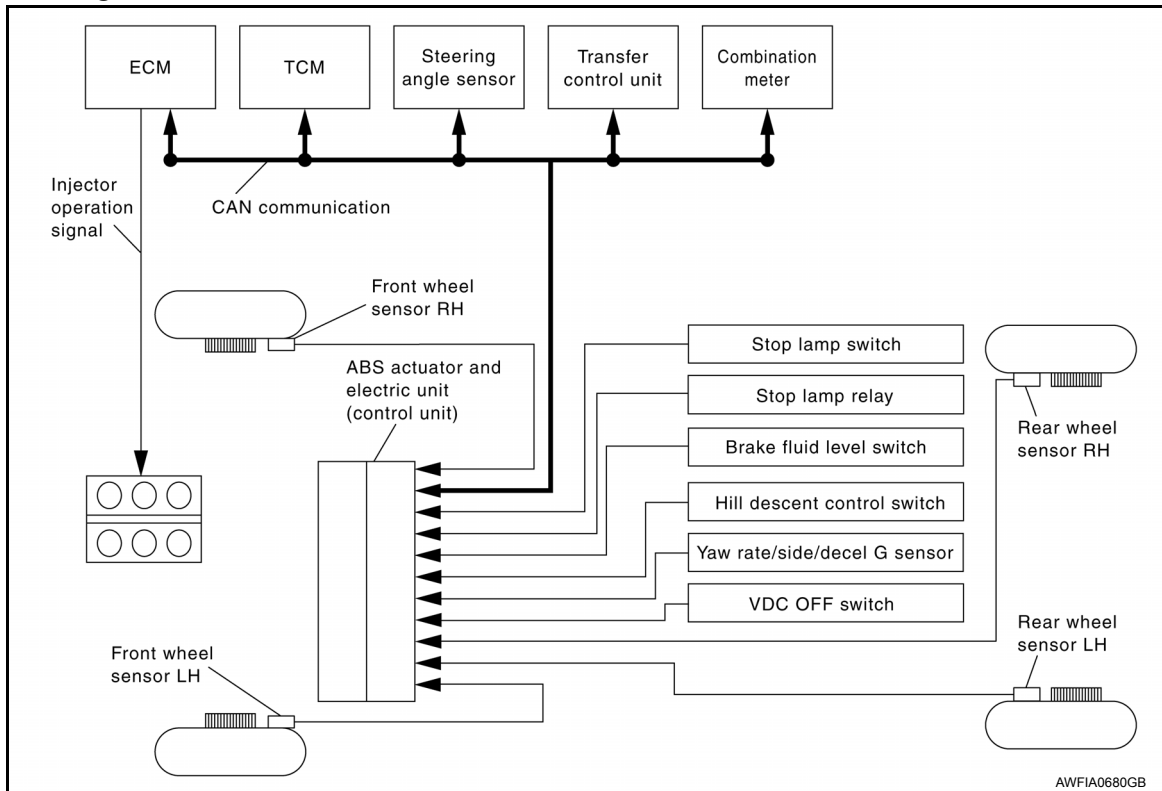 ECM
TCM
Steering
angle sensor
Transfer
control unit
Combination
meter
Injector
operation
signal
CAN communication
Front wheel
sensor RH
ABS actuator and
electric unit
(control unit)
Stop lamp switch
Stop lamp relay
Brake fluid level switch
Hill descent control switch
Yaw rate/side/decel G sensor
VDC OFF switch
Rear wheel
sensor RH
Front wheel
sensor LH
Rear wheel
sensor LH
AWFIA0680GB